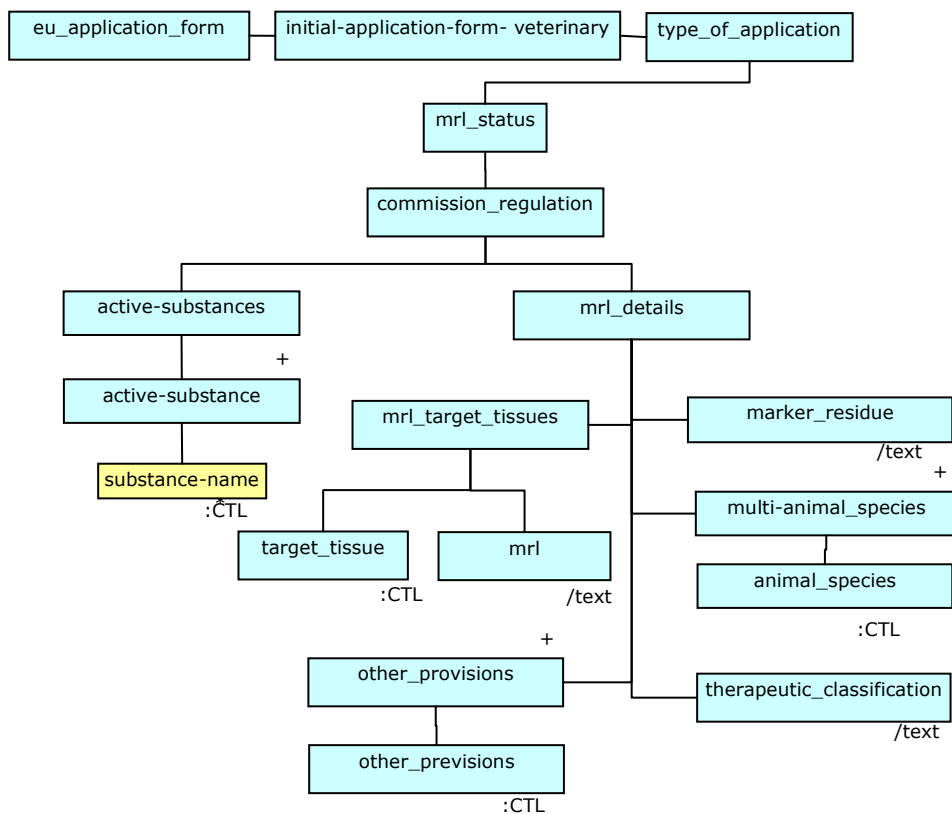 eu_application_form
initial-application-form- veterinary
type_of_application
mrl_status
commission_regulation
active-substances
mrl_details
+
active-substance
mrl_target_tissues
marker_residue
/text
+
substance-name
:CTL
*
multi-animal_species
target_tissue
mrl
:CTL
/text
animal_species
:CTL
+
other_provisions
therapeutic_classification
/text
other_previsions
:CTL